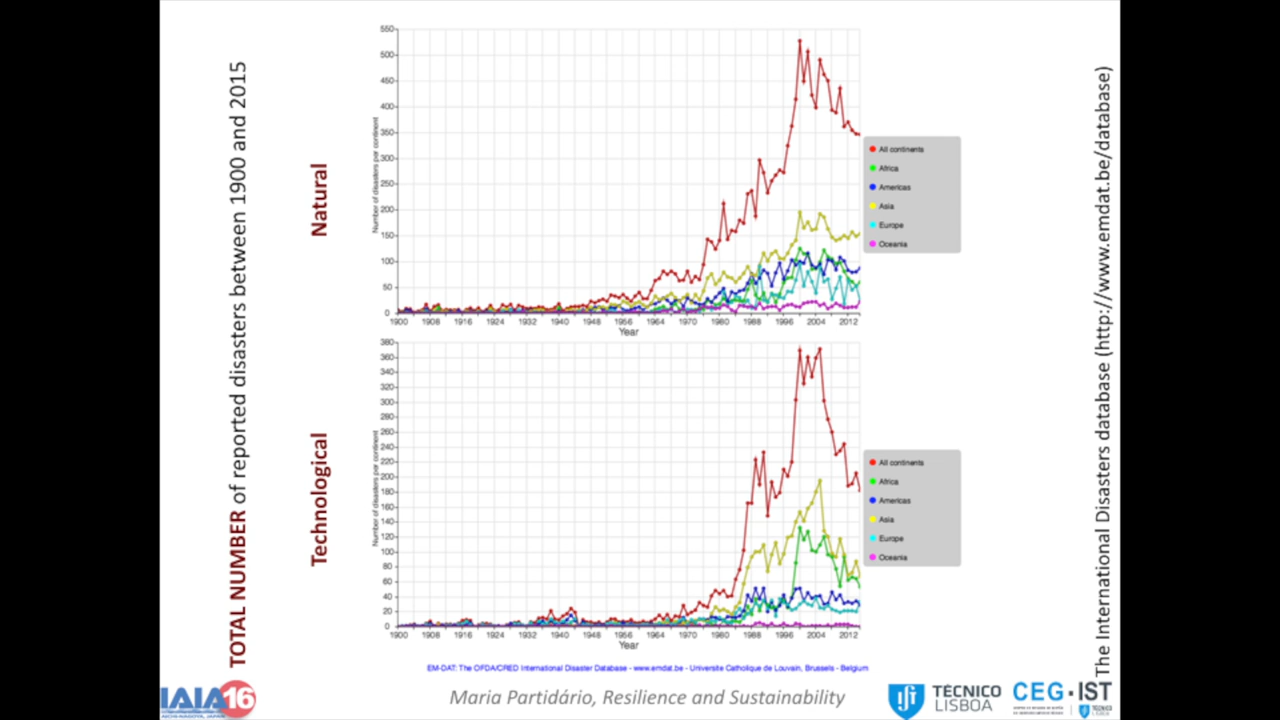 TOTAL NUMBER of reported disasters between 1900 and 2015
Natural
Number of disasters per continent
550
500
450
400
350
300
250
200
150
100
50
0
1900 1908 1916 1924 1932 1940 1948 1956 1964 1970 1980 1988 1996 2004 2012
Year
All continents
Africa
Americas
Asia
Europe
Oceania
Technological
Number of disasters per continent
380
360
340
320
300
280
260
240
220
200
180
160
140
120
100
80
60
40
20
0
1900 1908 1916 1924 1932 1940 1948 1956 1964 1970 1980 1988 1996 2004 2012
Year
All continents
Africa
Americas
Asia
Europe
Oceania
The International Disasters database (http://www.emdat.be/database)
EM-DAT: The OFDA/CRED International Disaster Database - www.emdat.be - Universite Catholique de Louvain, Brussels - Belgium
IAIA16
AICHI-NAGOYA, JAPAN
Maria Partidário, Resilience and Sustainability
TÉCNICO
LISBOA
CEG·IST
TÉCNICO
LISBOA